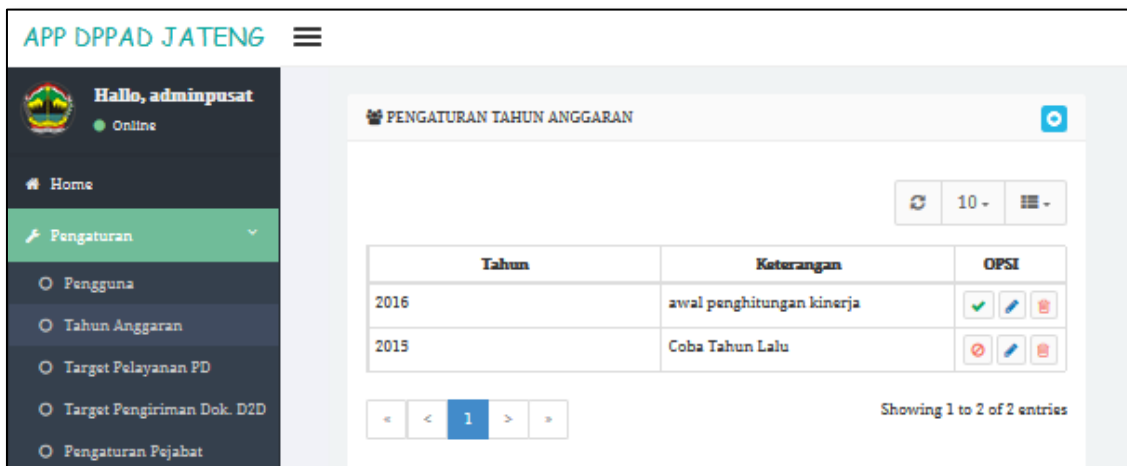 APP DPPAD JATENG
Hallo, adminpusat
Online
Home
Pengaturan
Pengguna
Tahun Anggaran
Target Pelayanan PD
Target Pengiriman Dok. D2D
Pengaturan Pejabat
PENGATURAN TAHUN ANGGARAN
10
Tahun Keterangan OPSI
2016 awal penghitungan kinerja
2015 Coba Tahun Lalu
« < 1 > »
Showing 1 to 2 of 2 entries